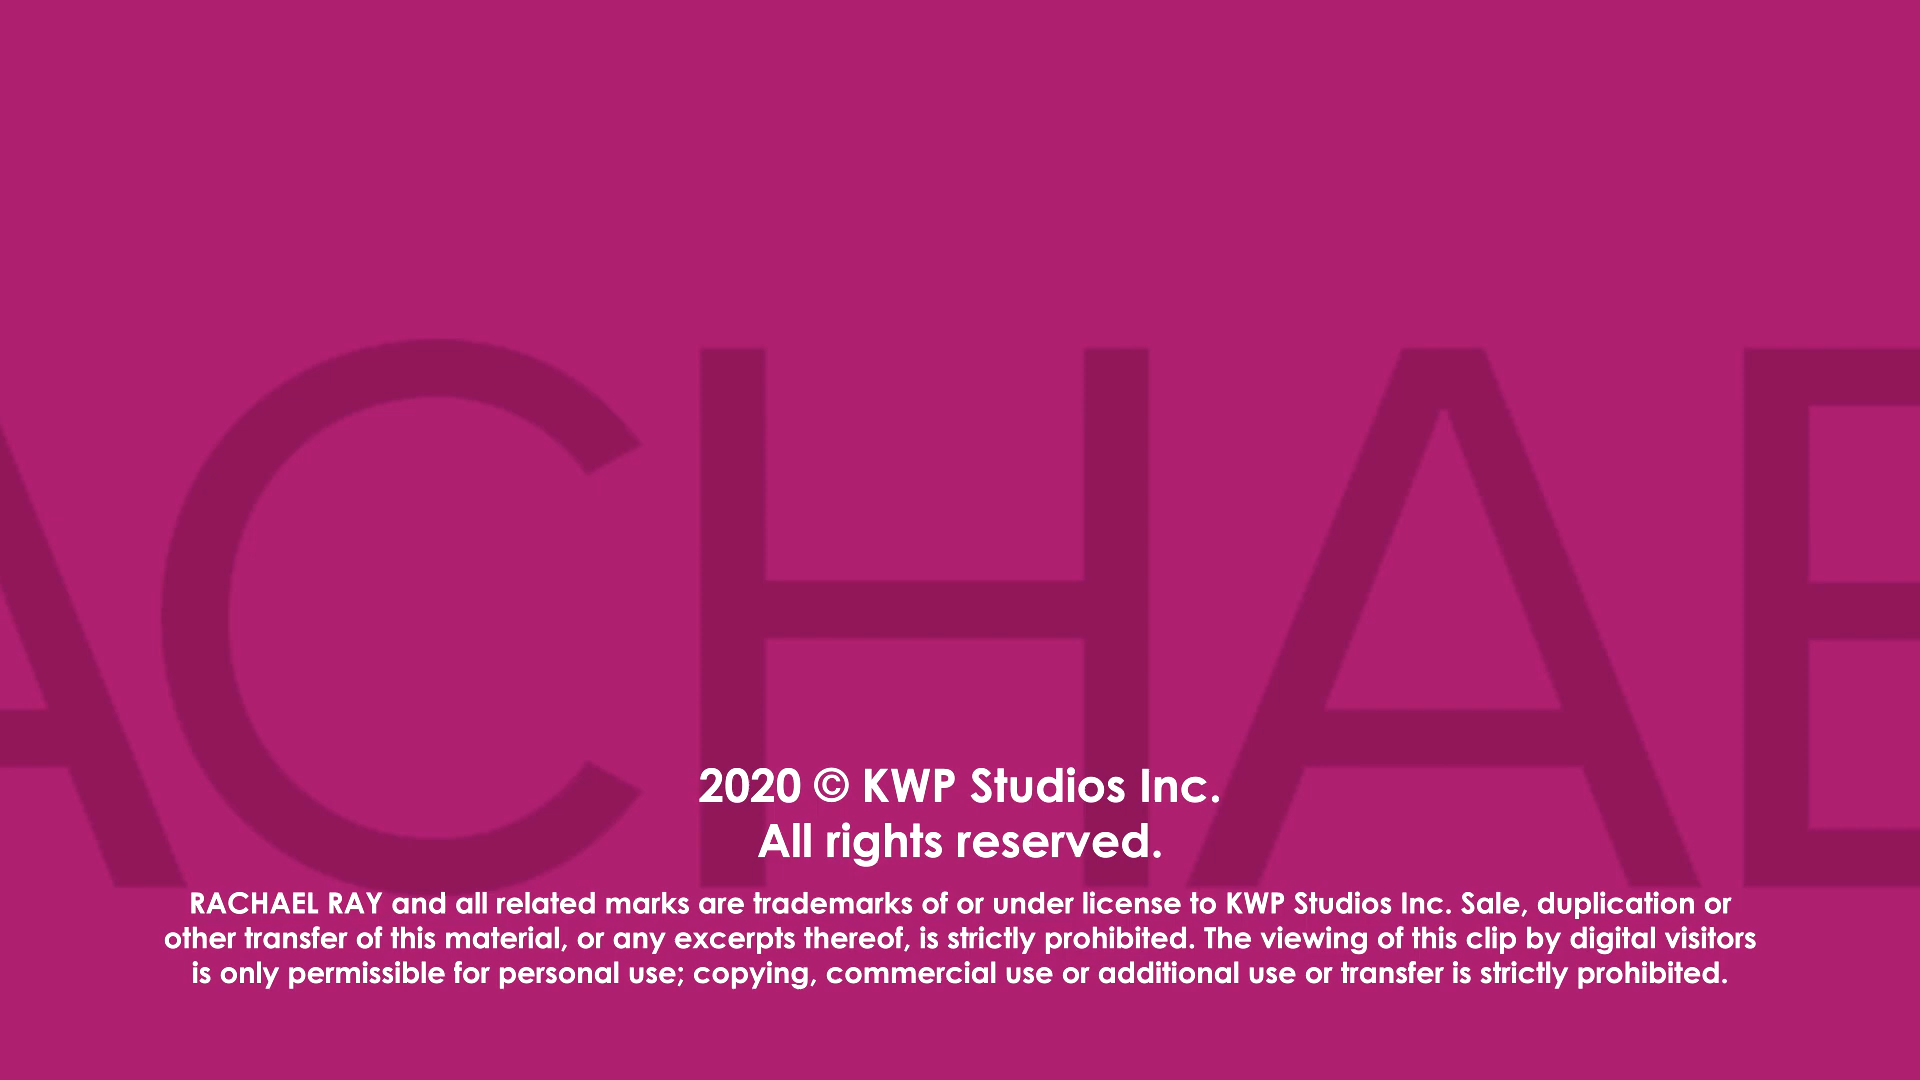 ACHAE
2020 © KWP Studios Inc.
All rights reserved.
RACHAEL RAY and all related marks are trademarks of or under license to KWP Studios Inc. Sale, duplication or
other transfer of this material, or any excerpts thereof, is strictly prohibited. The viewing of this clip by digital visitors
is only permissible for personal use; copying, commercial use or additional use or transfer is strictly prohibited.